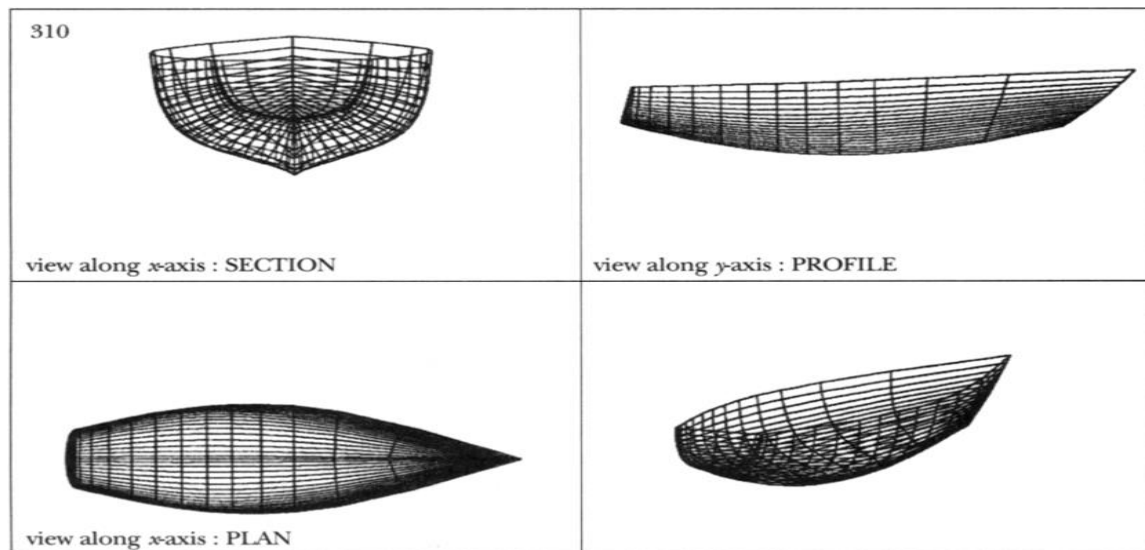 310
view along x-axis : SECTION
view along y-axis : PROFILE
view along x-axis : PLAN